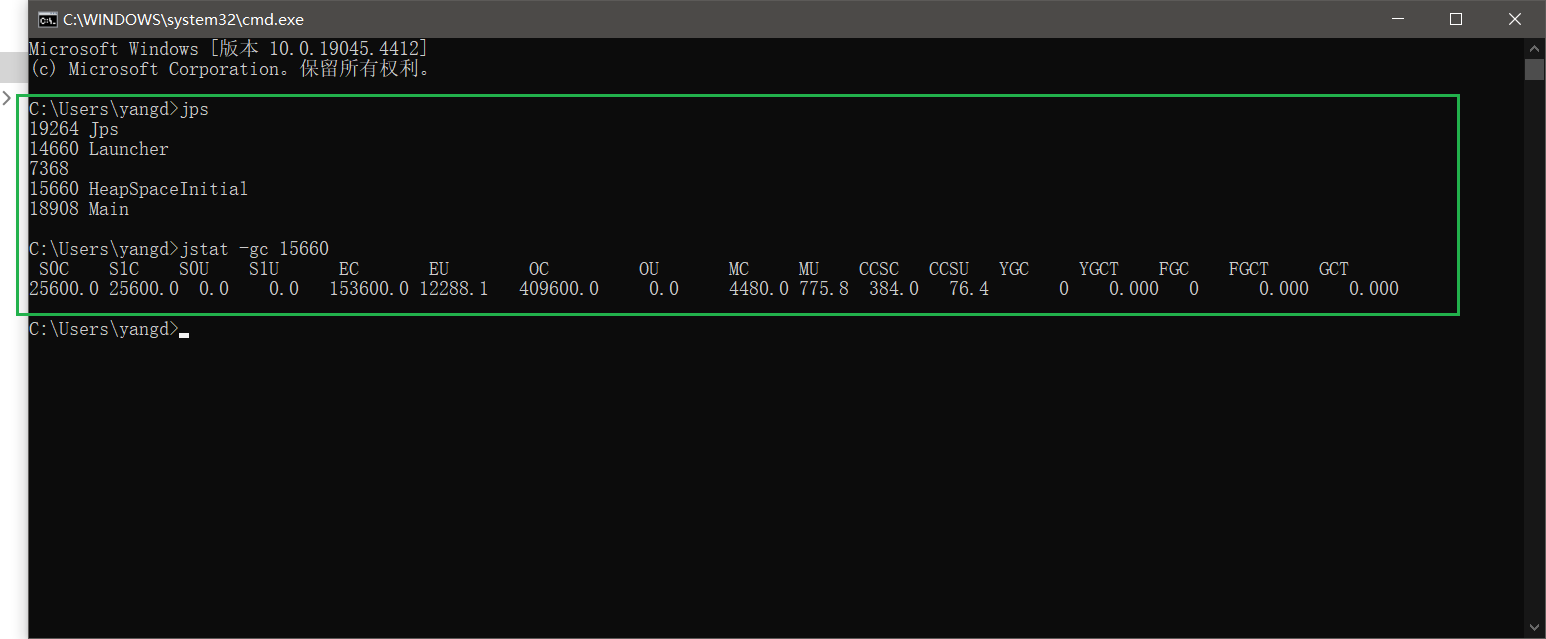 C:\WINDOWS\system32\cmd.exe
Microsoft Windows [版本 10.0.19045.4412]
(c) Microsoft Corporation。保留所有权利。
C:\Users\yangd>jps
19264 Jps
14660 Launcher
7368
15660 HeapSpaceInitial
18908 Main
C:\Users\yangd>jstat -gc 15660
S0C S1C S0U S1U EC EU OC OU MC MU CCSC CCSU YGC YGCT FGC FGCT GCT
25600.0 25600.0 0.0 0.0 153600.0 12288.1 409600.0 0.0 4480.0 775.8 384.0 76.4 0 0.000 0 0.000 0.000
C:\Users\yangd>